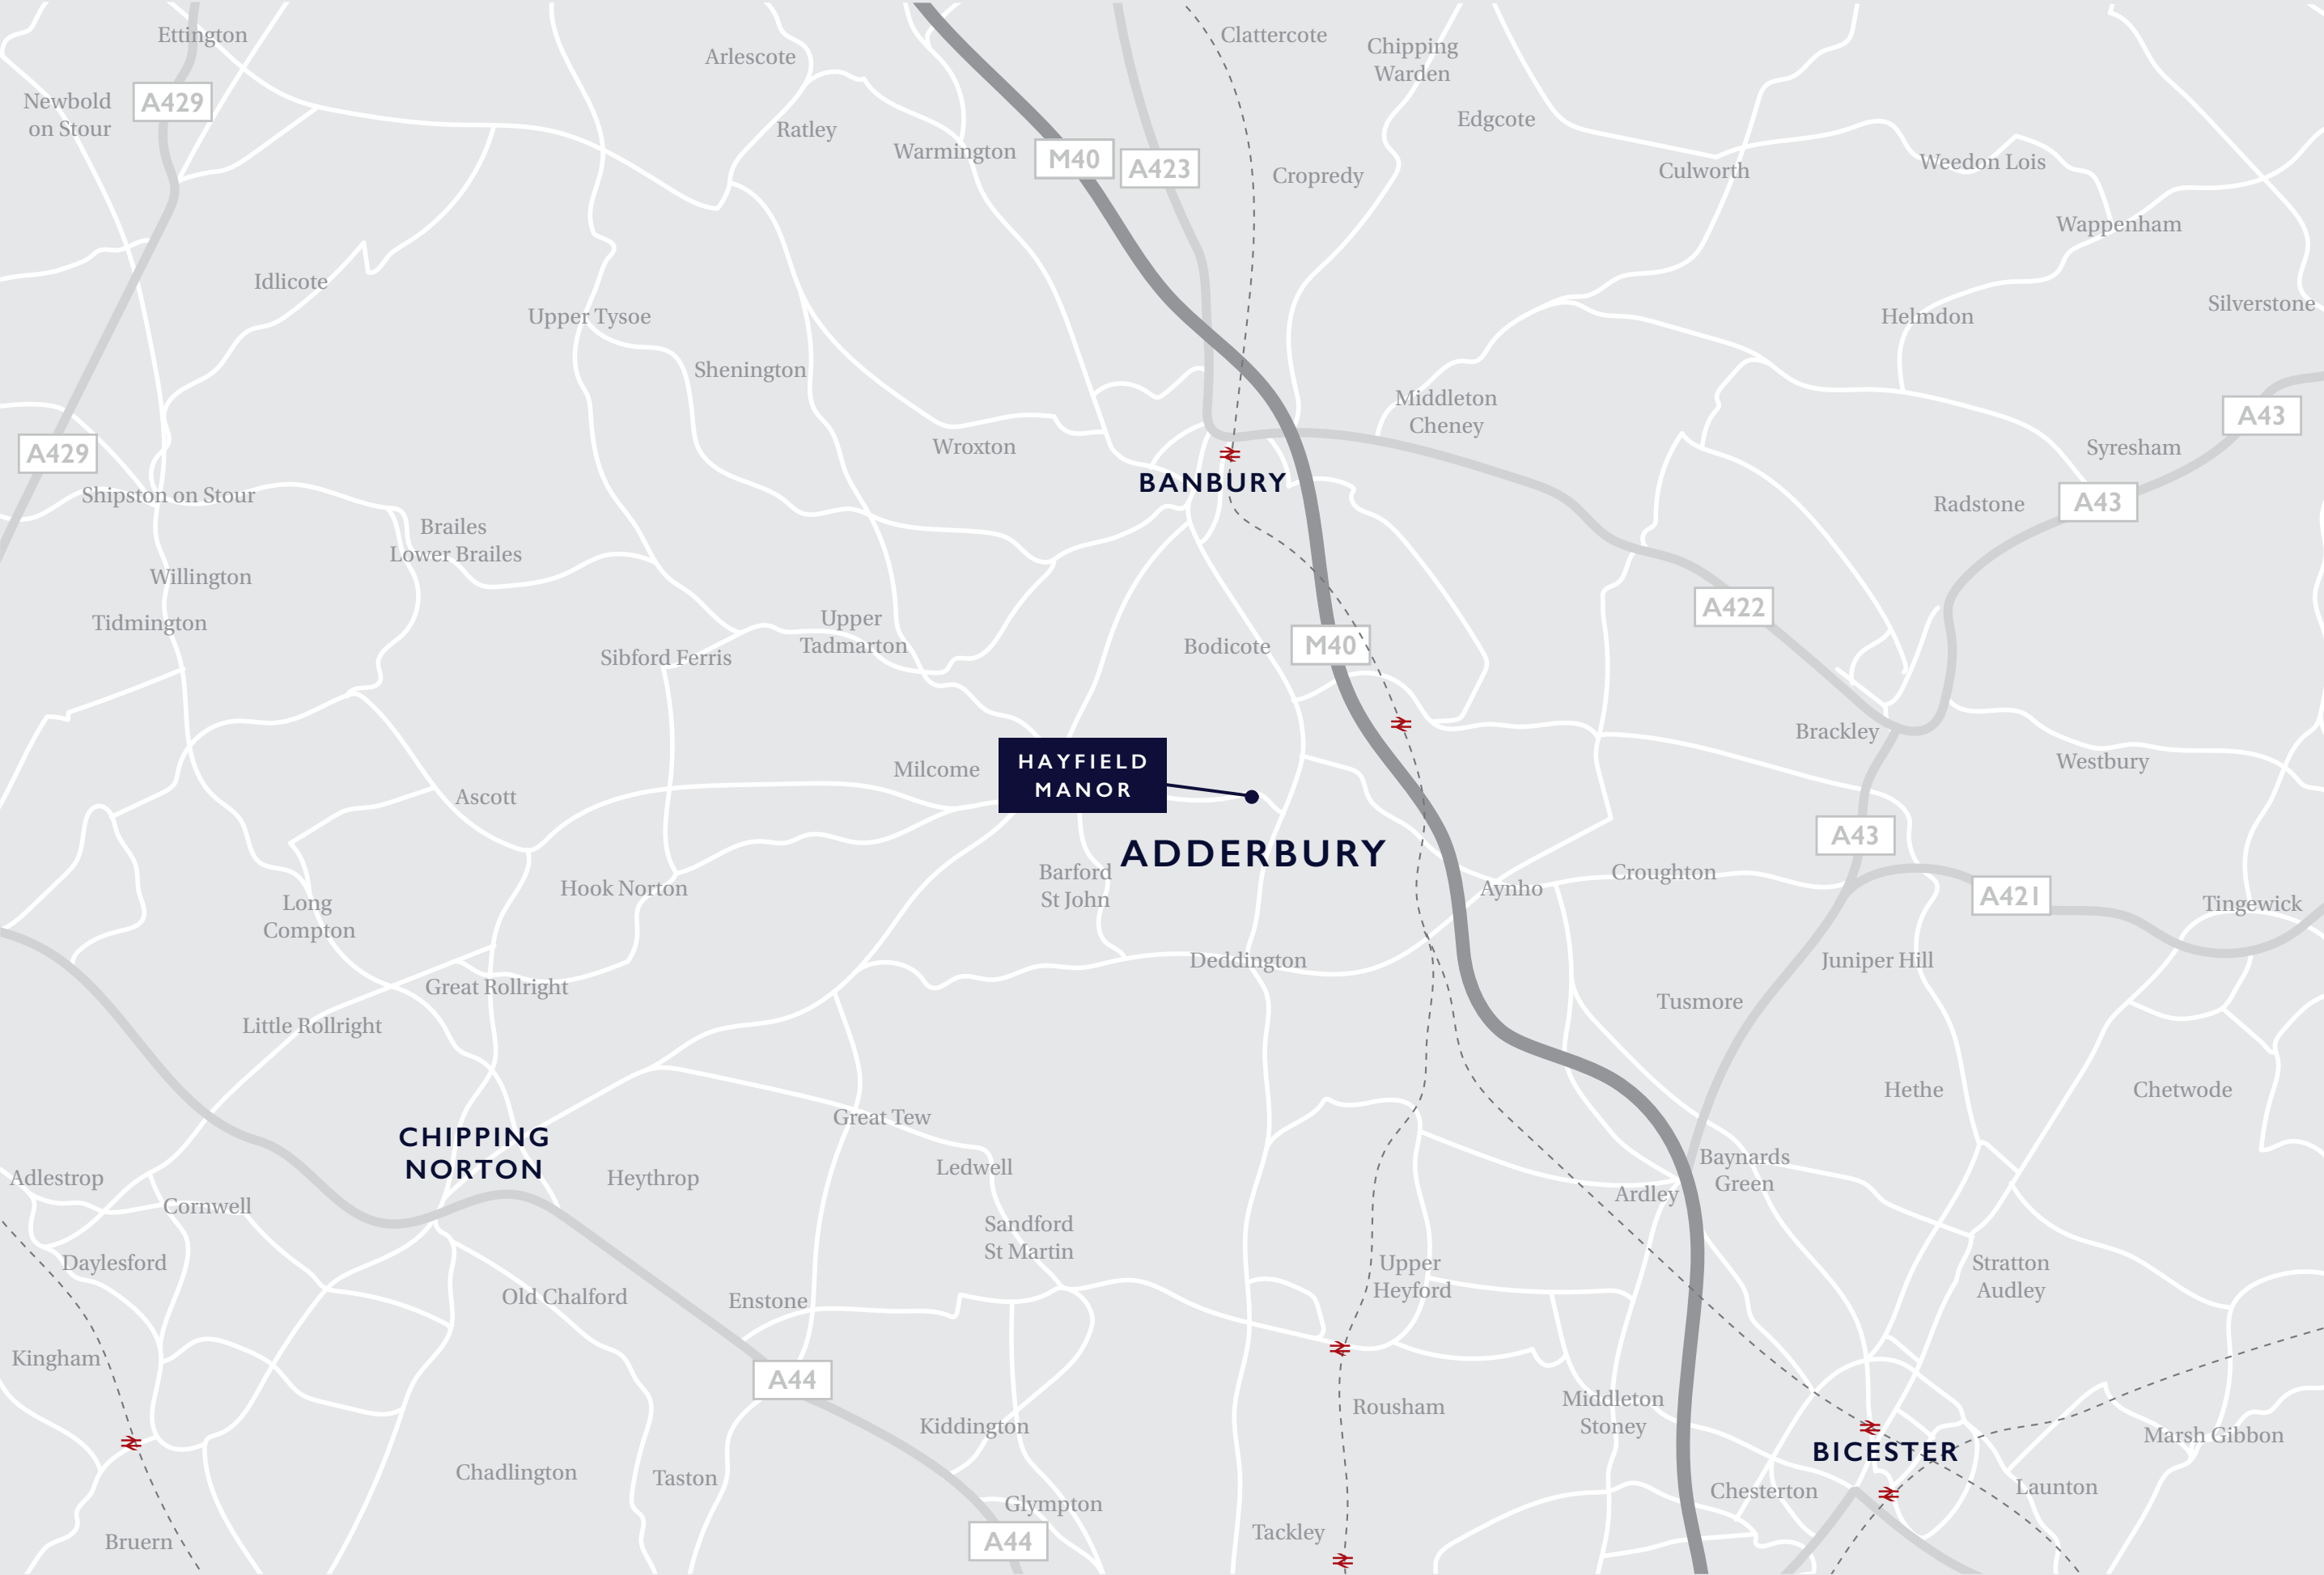 Ettington
Arlescote
Clattercote
Chipping
Warden
Newbold
on Stour
A429
Ratley
Warmington
M40
A423
Cropredy
Edgcote
Culworth
Weedon Lois
Wappenham
Idlicote
Upper Tysoe
Helmdon
Silverstone
Shenington
Middleton
Cheney
A43
A429
Wroxton
Syresham
BANBURY
Shipston on Stour
Radstone
A43
Brailes
Lower Brailes
Willington
A422
Tidmington
Upper
Tadmarton
Sibford Ferris
Bodicote
M40
Brackley
Westbury
Milcome
HAYFIELD
MANOR
Ascott
A43
ADDERBURY
Barford
St John
Hook Norton
Aynho
Croughton
A421
Long
Compton
Tingewick
Deddington
Juniper Hill
Great Rollright
Tusmore
Little Rollright
Hethe
Chetwode
Great Tew
CHIPPING
NORTON
Baynards
Green
Ledwell
Adlestrop
Heythrop
Ardley
Cornwell
Sandford
St Martin
Daylesford
Upper
Heyford
Stratton
Audley
Old Chalford
Enstone
Kingham
A44
Rousham
Middleton
Stoney
Kiddington
Marsh Gibbon
BICESTER
Chadlington
Taston
Chesterton
Launton
Glympton
Tackley
Bruern
A44